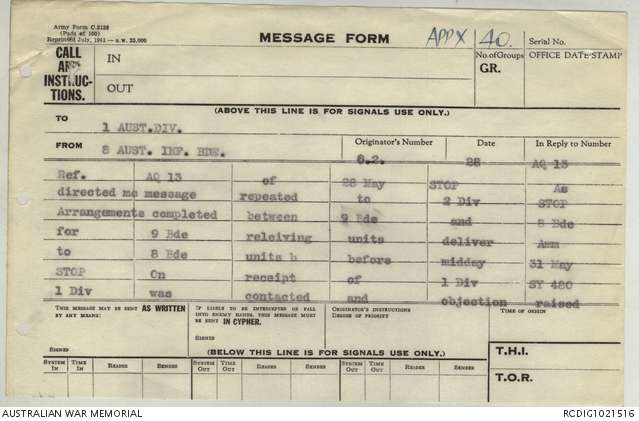 Army Form C.2128
(Pads of 100)
Reprinted July, 1941
MESSAGE FORM
APPX 40.
Serial No.
CALL
AND
INSTRUC-
TIONS.
IN
OUT
No. of Groups
GR.
OFFICE DATE STAMP
(ABOVE THIS LINE IS FOR SIGNALS USE ONLY.)
TO 1 AUST.DIV.
FROM 8 AUST. INF. BDE.
Originator's Number Date In Reply to Number
G.2. 28 AQ 13
Ref. AQ 13 of 28 May STOP As
directed mc message repeated to 2 Div STOP
Arrangements completed between 9 Bde and 8 Bde
for 9 Bde releiving units deliver Amm
to 8 Bde units b before midday 31 May
STOP On receipt of 1 Div SY 480
1 Div was contacted and objection raised
THIS MESSAGE MAY BE SENT AS WRITTEN
BY ANY MEANS:
SIGNED
IF LIABLE TO BE INTERCEPTED OR FALL
INTO ENEMY HANDS, THIS MESSAGE MUST
BE SENT IN CYPHER.
SIGNED
ORIGINATOR'S INSTRUCTIONS
DEGREE OF PRIORITY
TIME OF ORIGIN
(BELOW THIS LINE IS FOR SIGNALS USE ONLY.)
T.H.I.
T.O.R.
SYSTEM IN TIME IN READER SENDER SYSTEM OUT TIME OUT READER SENDER SYSTEM OUT TIME OUT READER SENDER
AUSTRALIAN WAR MEMORIAL
RCDIG1021516